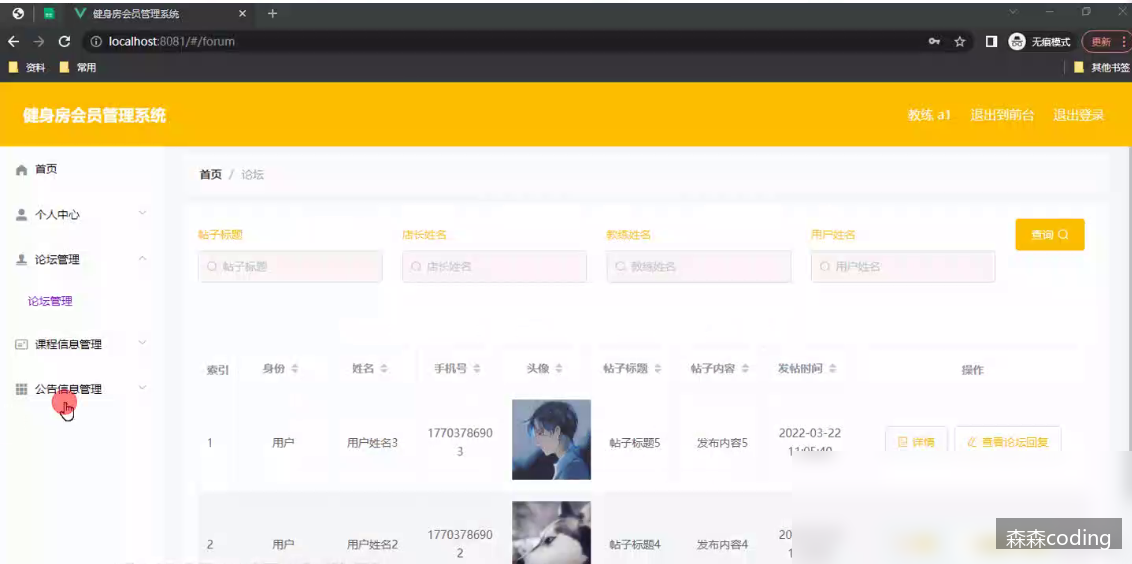 健身房会员管理系统
localhost:8081/#/forum
无痕模式
更新
资料
常用
其他书签
健身房会员管理系统
教练 a1
退出到前台
退出登录
首页
个人中心
论坛管理
论坛管理
课程信息管理
公告信息管理
首页 / 论坛
帖子标题 店长姓名 教练姓名 用户姓名
帖子标题 店长姓名 教练姓名 用户姓名
查询
索引 身份 姓名 手机号 头像 帖子标题 帖子内容 发帖时间 操作
1 用户 用户姓名3 1770378690 帖子标题5 发布内容5 2022-03-22 详情 查看论坛回复
3 11:05:40
2 用户 用户姓名2 1770378690 帖子标题4 发布内容4 20
2 1
森森coding